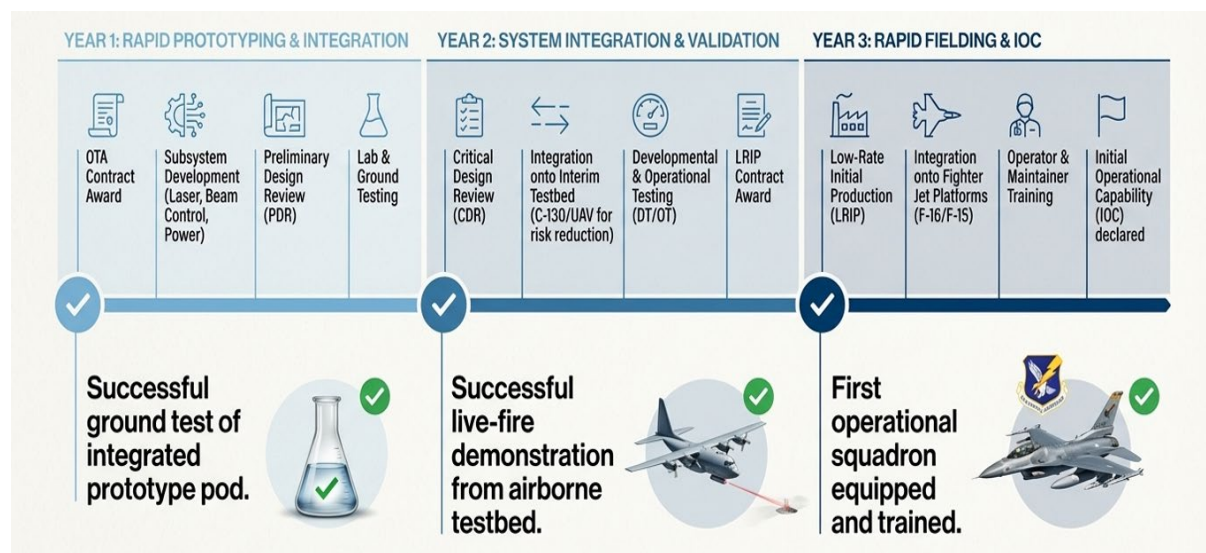 YEAR 1: RAPID PROTOTYPING & INTEGRATION
OTA
Contract
Award
Subsystem
Development
(Laser, Beam
Control,
Power)
Preliminary
Design
Review
(PDR)
Lab &
Ground
Testing
YEAR 2: SYSTEM INTEGRATION & VALIDATION
Critical
Design
Review
(CDR)
Integration
onto Interim
Testbed
(C-130/UAV for
risk reduction)
Developmental
& Operational
Testing
(DT/OT)
LRIP
Contract
Award
YEAR 3: RAPID FIELDING & IOC
Low-Rate
Initial
Production
(LRIP)
Integration
onto Fighter
Jet Platforms
(F-16/F-15)
Operator &
Maintainer
Training
Initial
Operational
Capability
(IOC)
declared
Successful
ground test of
integrated
prototype pod.
Successful
live-fire
demonstration
from airborne
testbed.
First
operational
squadron
equipped
and trained.